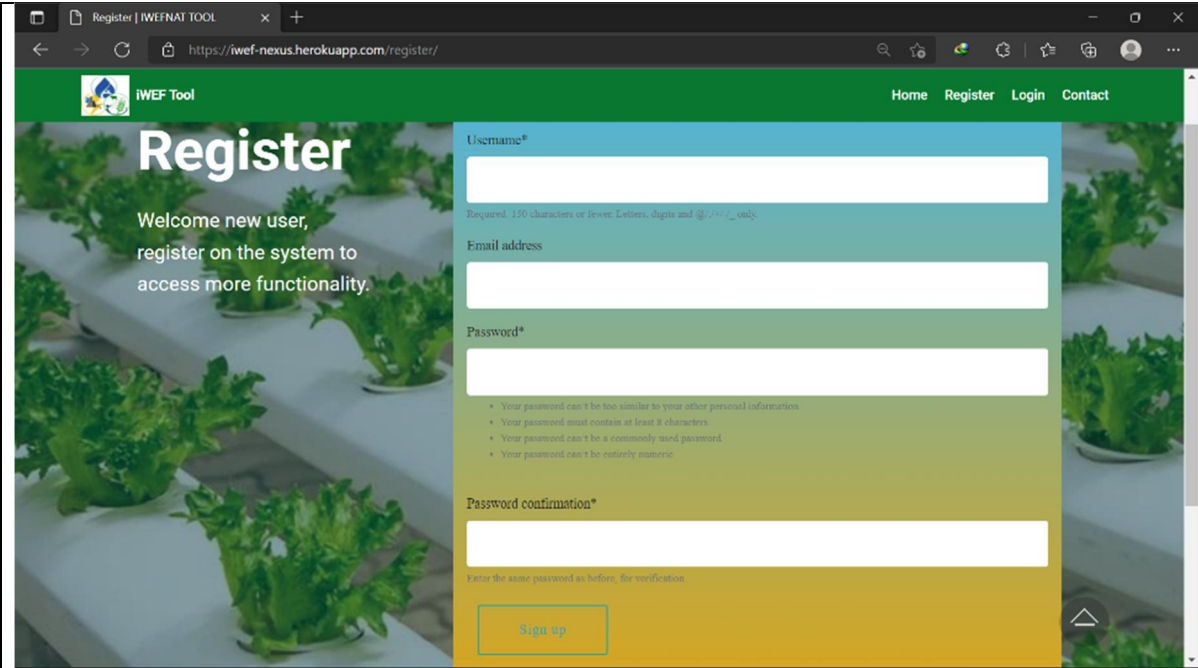 Register | IWEFNAT TOOL
https://iwef-nexus.herokuapp.com/register/
iWEF Tool
Home Register Login Contact
Register
Welcome new user,
register on the system to
access more functionality.
Username*
Required. 150 characters or fewer. Letters, digits and @/./+/-/_ only.
Email address
Password*
Your password can't be too similar to your other personal information.
Your password must contain at least 8 characters.
Your password can't be a commonly used password.
Your password can't be entirely numeric.
Password confirmation*
Enter the same password as before, for verification.
Sign up